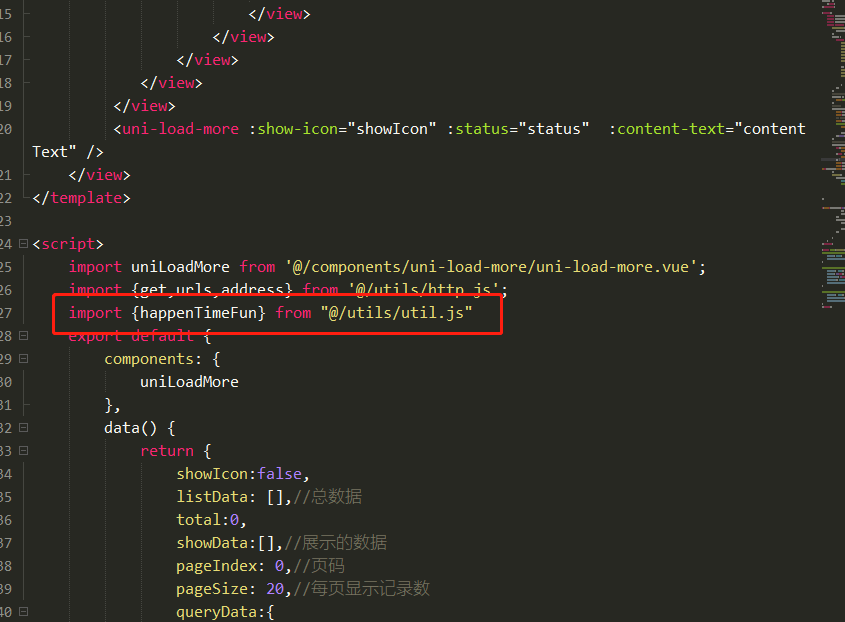 15 </view>
16 </view>
17 </view>
18 </view>
19 </view>
20 <uni-load-more :show-icon="showIcon" :status="status"  :content-text="content
Text" />
21 </view>
22 </template>
23
24 <script>
25 import uniLoadMore from '@/components/uni-load-more/uni-load-more.vue';
26 import {get,urls,address} from '@/utils/http.js';
27 import {happenTimeFun} from "@/utils/util.js"
28 export default {
29 components: {
30 uniLoadMore
31 },
32 data() {
33 return {
34 showIcon:false,
35 listData: [],//总数据
36 total:0,
37 showData:[],//展示的数据
38 pageIndex: 0,//页码
39 pageSize: 20,//每页显示记录数
40 queryData:{